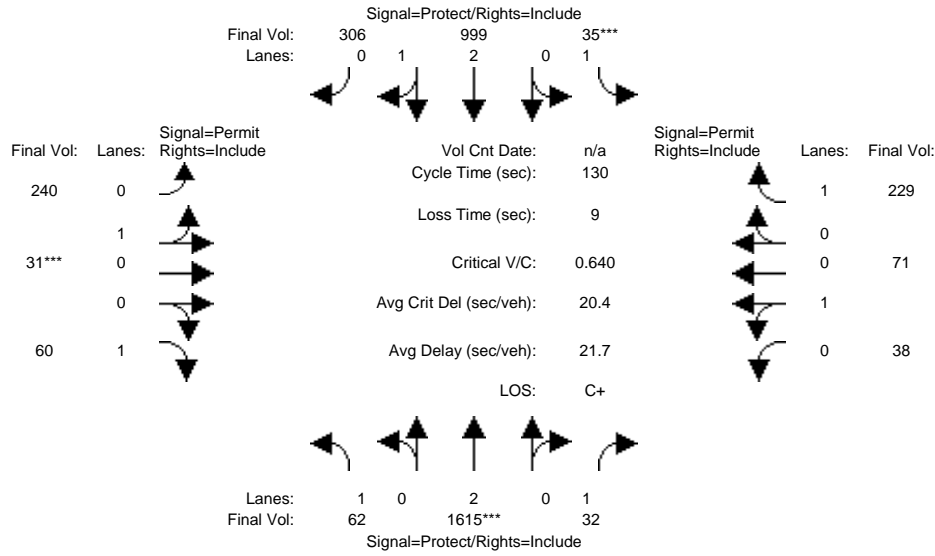 Signal=Protect/Rights=Include
Final Vol: 306 999 35***
Lanes: 0 1 2 0 1
Signal=Permit
Final Vol: Lanes: Rights=Include
Vol Cnt Date: n/a
Signal=Permit
Rights=Include Lanes: Final Vol:
Cycle Time (sec): 130
240 0
1 229
Loss Time (sec): 9
1
0
31*** 0
Critical V/C: 0.640
0 71
0
Avg Crit Del (sec/veh): 20.4
1
60 1
Avg Delay (sec/veh): 21.7
0 38
LOS: C+
Lanes: 1 0 2 0 1
Final Vol: 62 1615*** 32
Signal=Protect/Rights=Include